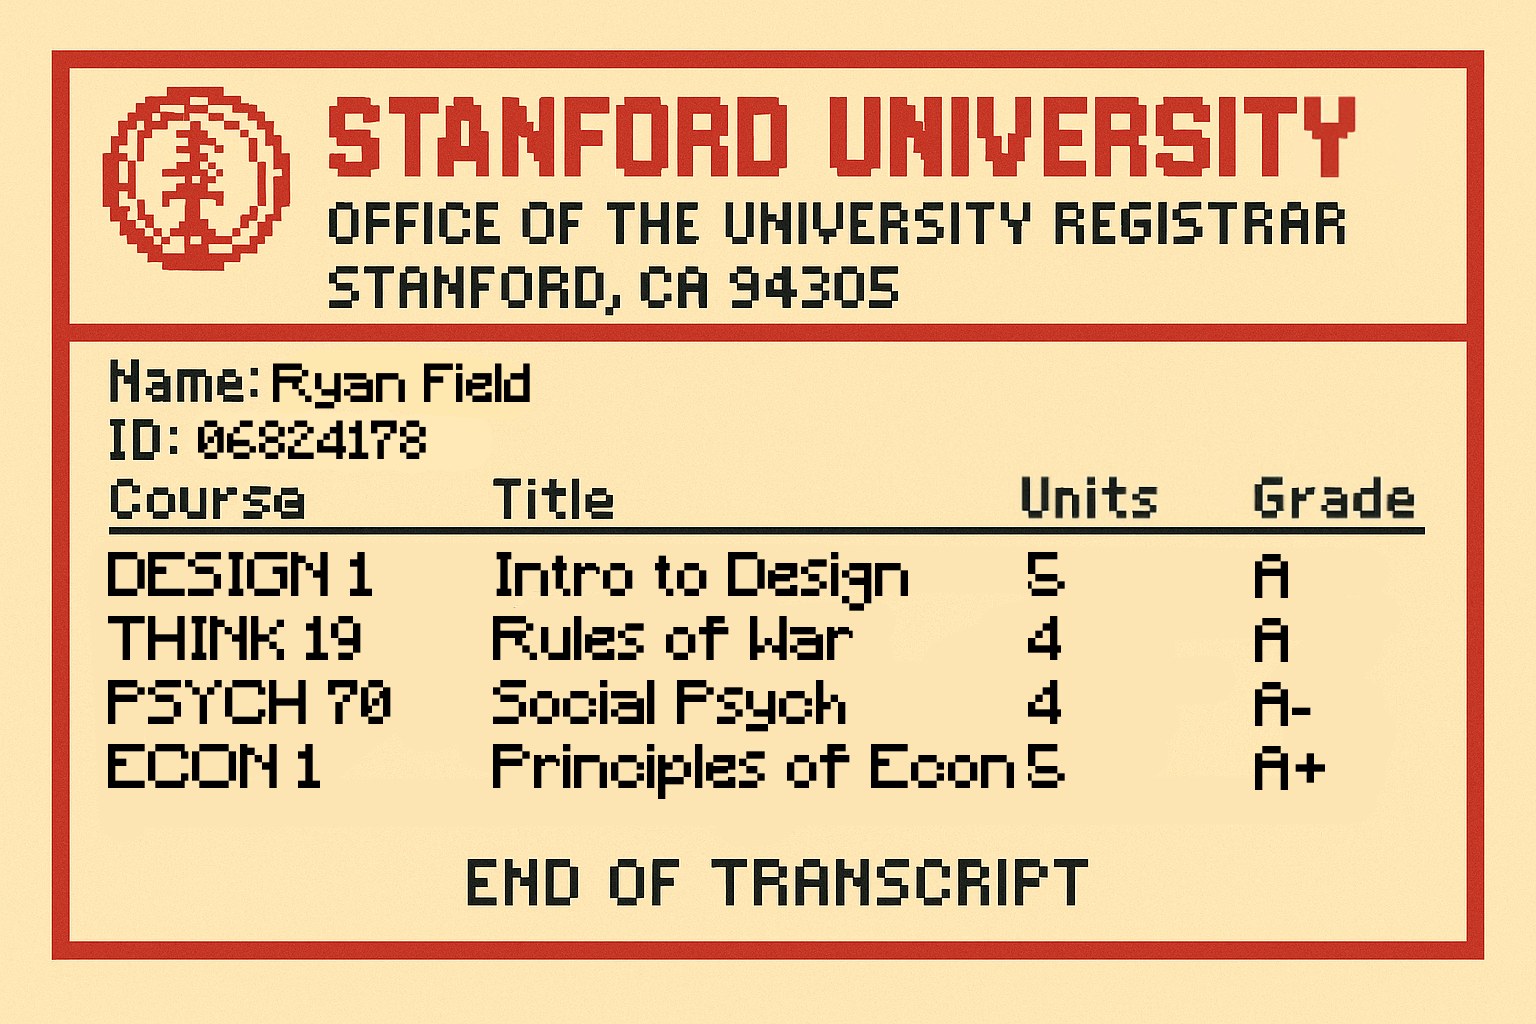 STANFORD UNIVERSITY
OFFICE OF THE UNIVERSITY REGISTRAR
STANFORD, CA 94305
Name: Ryan Field
ID: 06824178
Course Title Units Grade
DESIGN 1 Intro to Design 5 A
THINK 19 Rules of War 4 A
PSYCH 70 Social Psych 4 A-
ECON 1 Principles of Econ 5 A+
END OF TRANSCRIPT